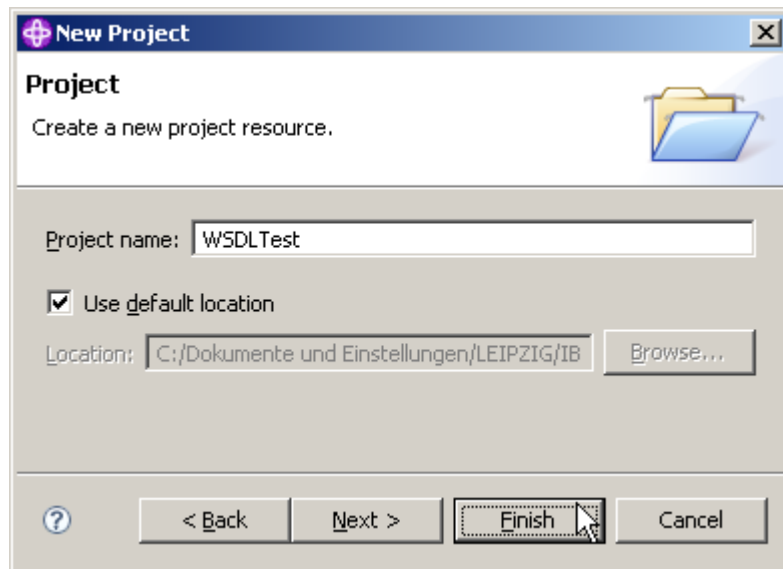 New Project
Project
Create a new project resource.
Project name: WSDLTest
Use default location
Location: C:/Dokumente und Einstellungen/LEIPZIG/IB Browse...
? < Back Next > Finish Cancel